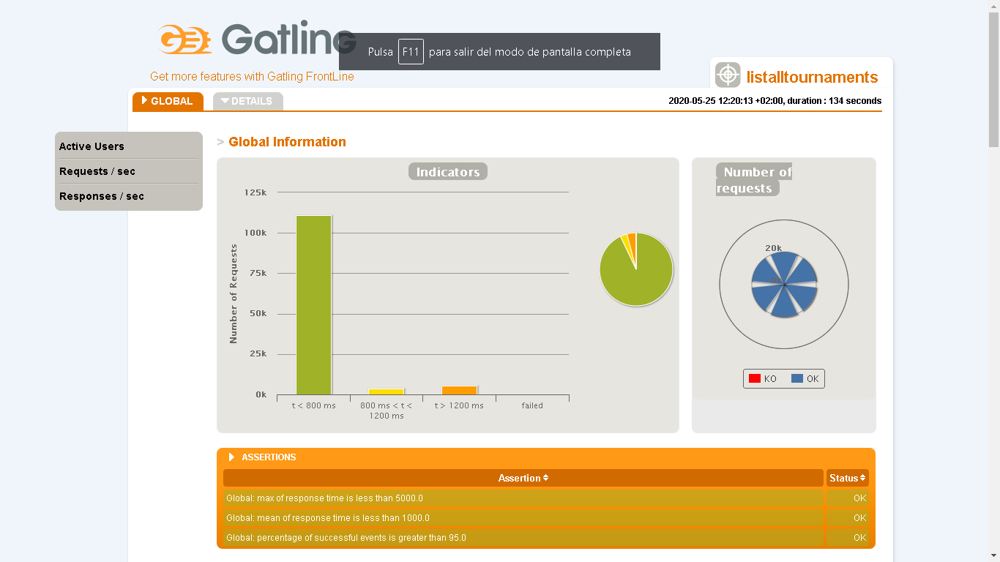 Gatling
Pulsa F11 para salir del modo de pantalla completa
Get more features with Gatling FrontLine
listalltournaments
GLOBAL
DETAILS
2020-05-25 12:20:13 +02:00, duration : 134 seconds
Active Users
Requests / sec
Responses / sec
> Global Information
Indicators
Number of Requests
125k
100k
75k
50k
25k
0k
t < 800 ms
800 ms < t <
1200 ms
t > 1200 ms
failed
Number of
requests
20k
0k
KO
OK
ASSERTIONS
Assertion
Status
Global: max of response time is less than 5000.0
OK
Global: mean of response time is less than 1000.0
OK
Global: percentage of successful events is greater than 95.0
OK